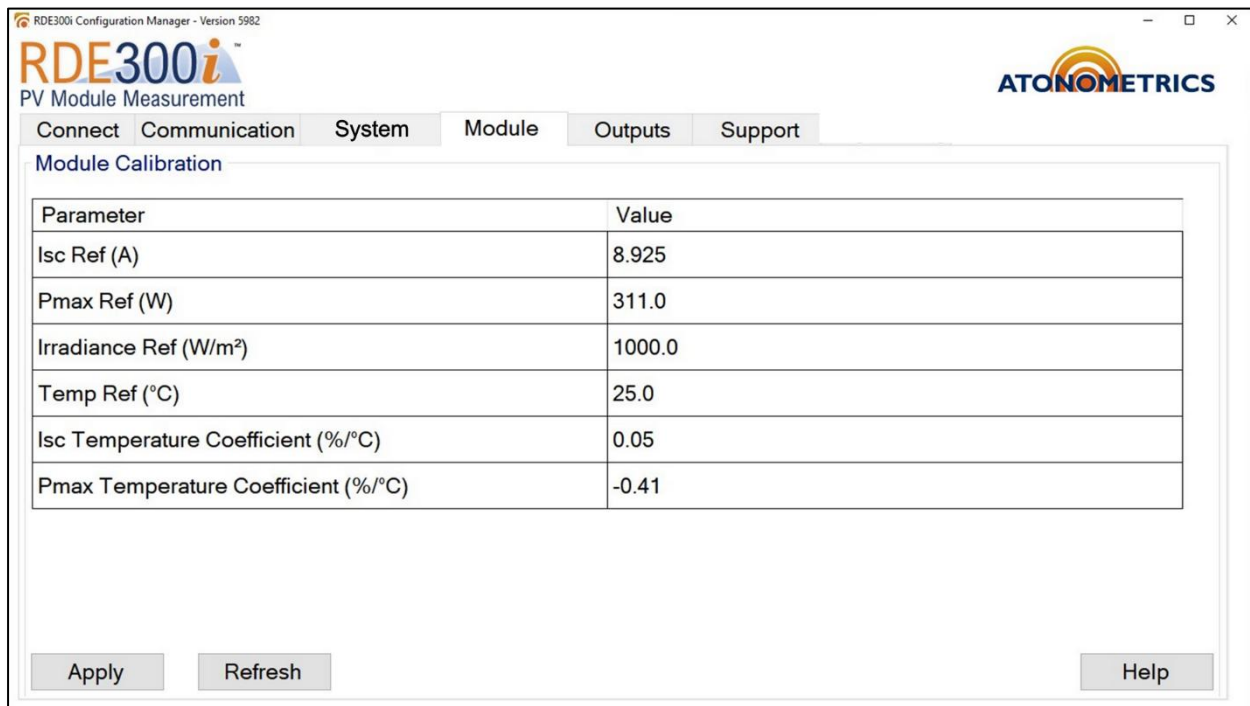 RDE300i Configuration Manager - Version 5982
RDE300i™
PV Module Measurement
ATONOMETRICS
Connect Communication System Module Outputs Support
Module Calibration
Parameter Value
Isc Ref (A) 8.925
Pmax Ref (W) 311.0
Irradiance Ref (W/m²) 1000.0
Temp Ref (°C) 25.0
Isc Temperature Coefficient (%/°C) 0.05
Pmax Temperature Coefficient (%/°C) -0.41
Apply Refresh Help